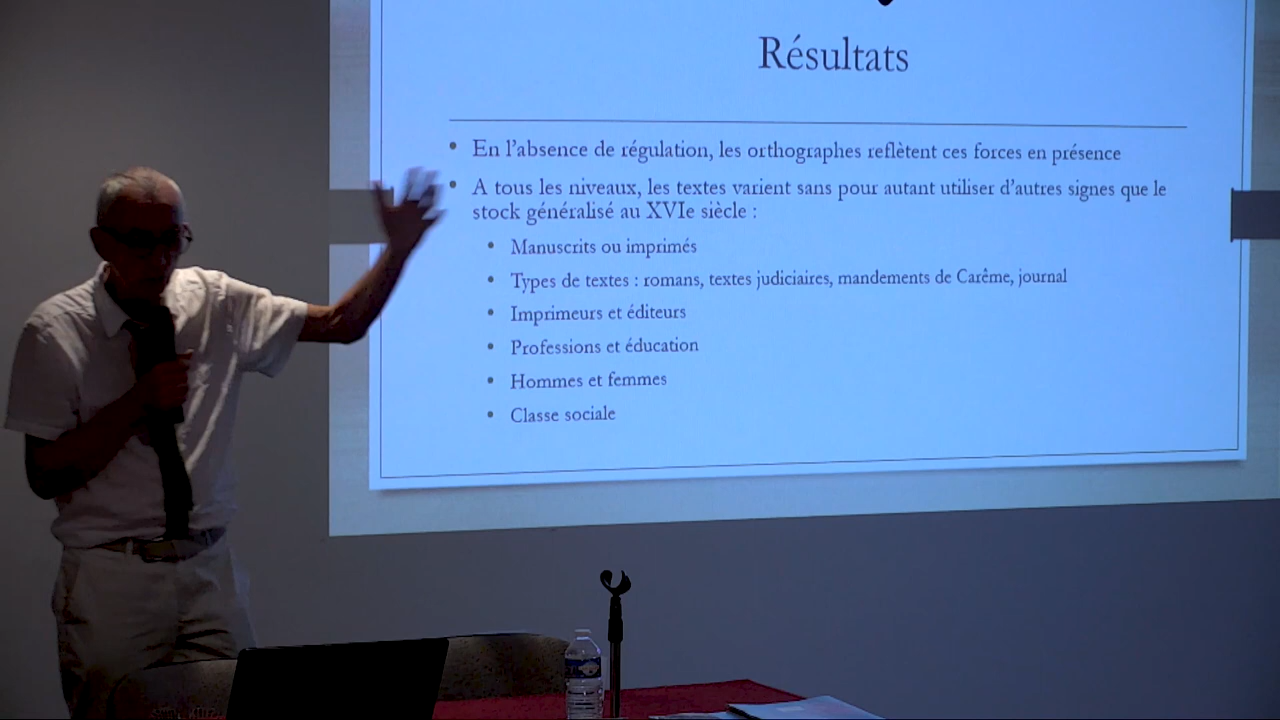 Résultats
• En l'absence de régulation, les orthographes reflètent ces forces en présence
• A tous les niveaux, les textes varient sans pour autant utiliser d'autres signes que le
stock généralisé au XVIe siècle :
• Manuscrits ou imprimés
• Types de textes : romans, textes judiciaires, mandements de Carême, journal
• Imprimeurs et éditeurs
• Professions et éducation
• Hommes et femmes
• Classe sociale